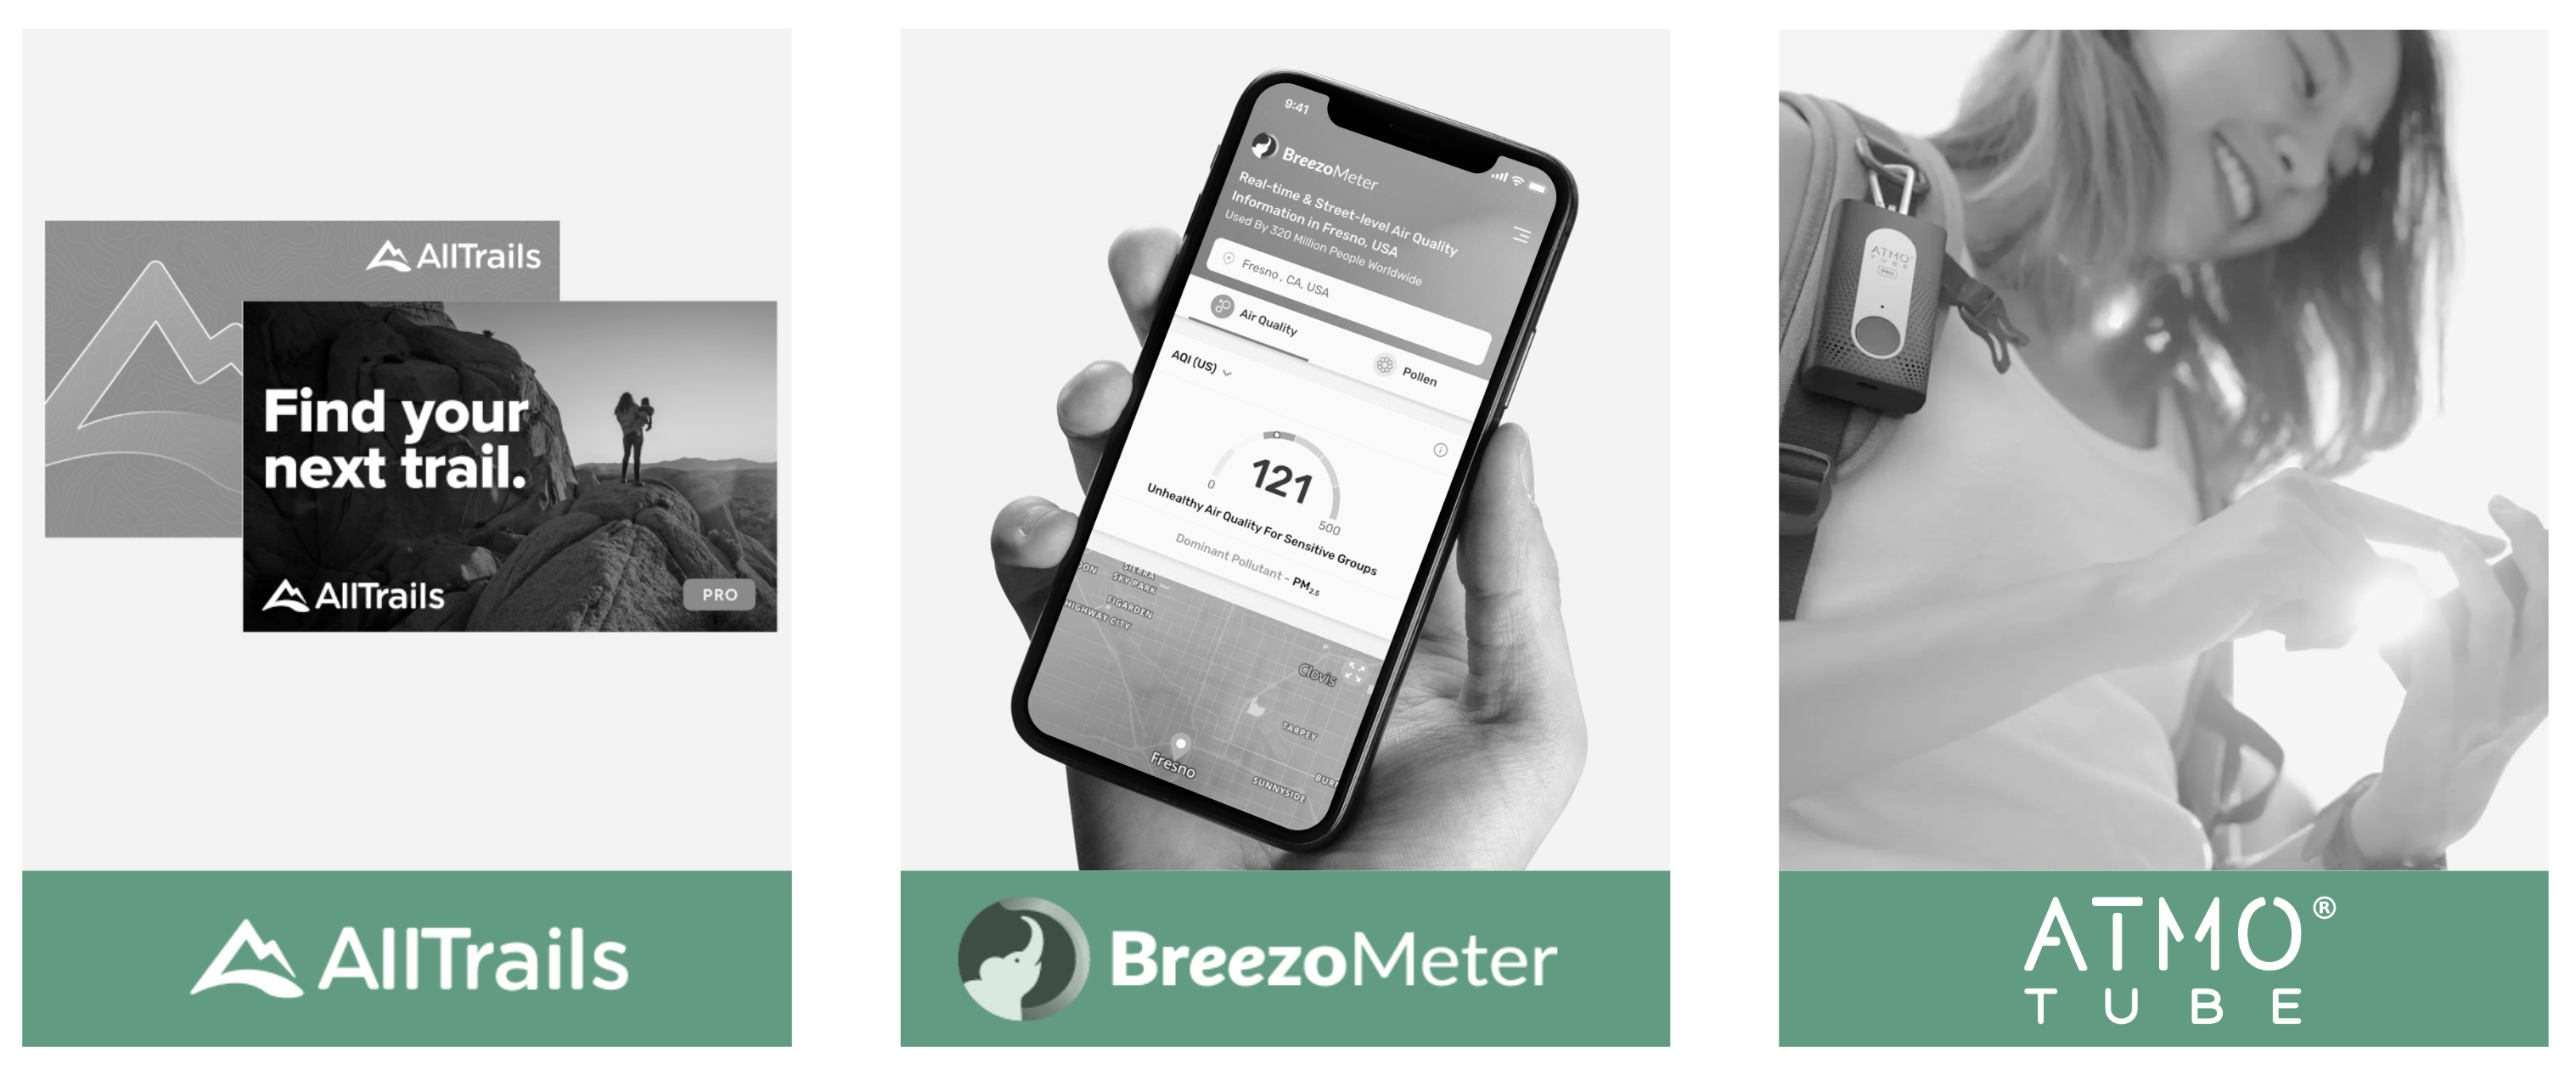 AllTrails
Find your
next trail.
AllTrails
PRO
AllTrails
9:41
BreezoMeter
Real-time & Street-level Air Quality
Information in Fresno, USA
Used By 320 Million People Worldwide
Fresno , CA, USA
Air Quality
Pollen
AQI (US)
121
0
500
Unhealthy Air Quality For Sensitive Groups
Dominant Pollutant - PM2.5
SIERRA
SKY PARK
FIGARDEN
HIGHWAY CITY
Clovis
TARPEY
Fresno
SUNNYSIDE
BreezoMeter
ATMO
TUBE
PRO
ATMO®
TUBE